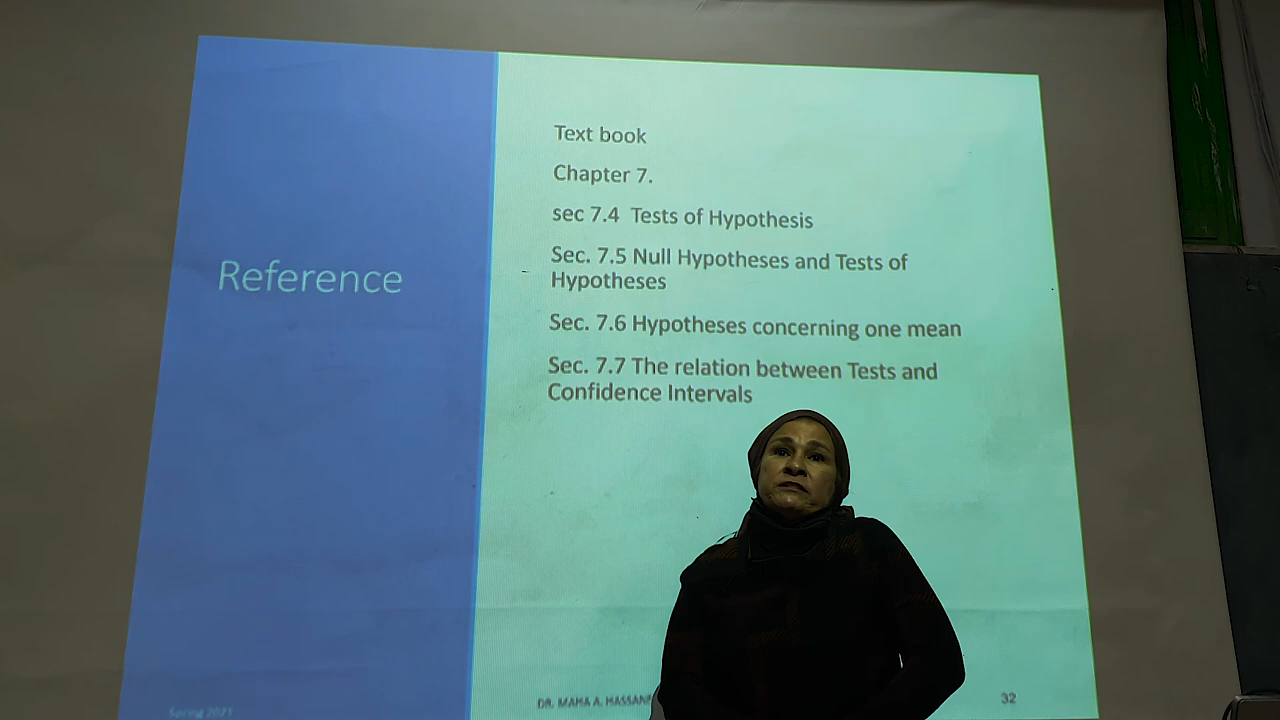 Reference
Text book
Chapter 7.
sec 7.4 Tests of Hypothesis
Sec. 7.5 Null Hypotheses and Tests of
Hypotheses
Sec. 7.6 Hypotheses concerning one mean
Sec. 7.7 The relation between Tests and
Confidence Intervals
Spring 2021
DR. MAHA A. 
32